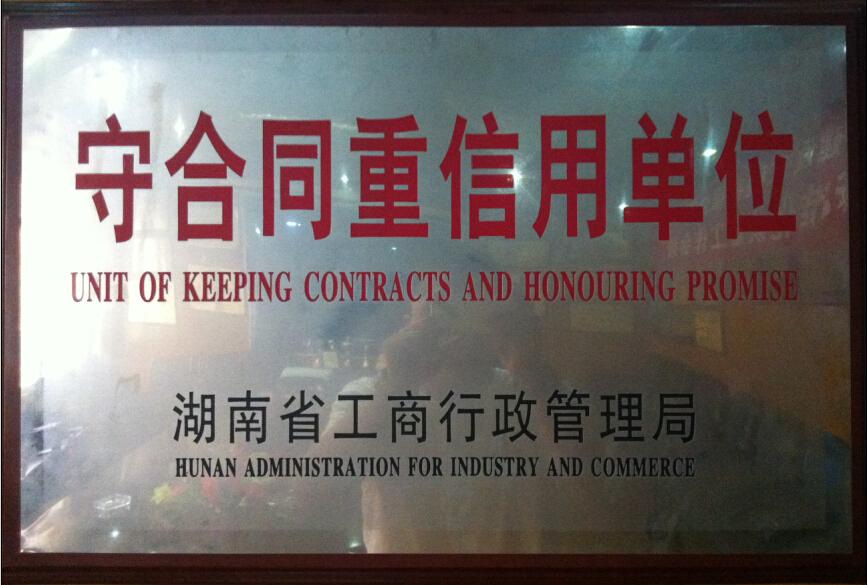 守合同重信用单位
UNIT OF KEEPING CONTRACTS AND HONOURING PROMISE
湖南省工商行政管理局
HUNAN ADMINISTRATION FOR INDUSTRY AND COMMERCE